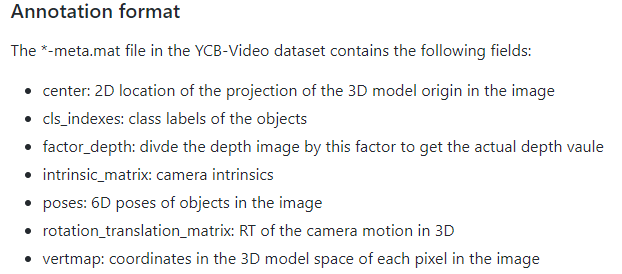 Annotation format
The *-meta.mat file in the YCB-Video dataset contains the following fields:
• center: 2D location of the projection of the 3D model origin in the image
• cls_indexes: class labels of the objects
• factor_depth: divde the depth image by this factor to get the actual depth vaule
• intrinsic_matrix: camera intrinsics
• poses: 6D poses of objects in the image
• rotation_translation_matrix: RT of the camera motion in 3D
• vertmap: coordinates in the 3D model space of each pixel in the image